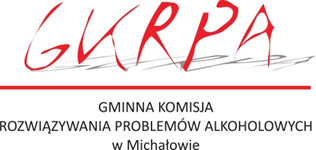 GKRPA
GMINNA KOMISJA
ROZWIĄZYWANIA PROBLEMÓW ALKOHOLOWYCH
w Michałowie